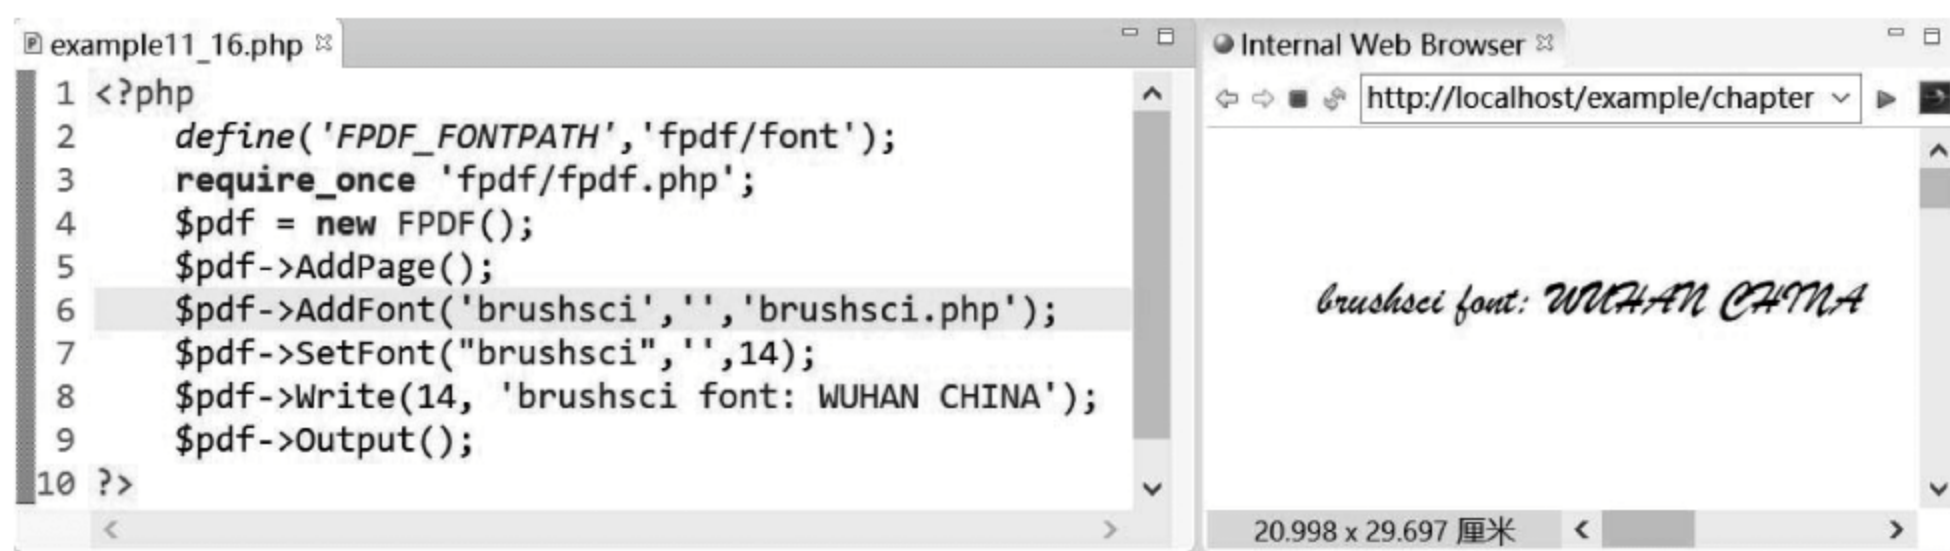 example11_16.php
1 <?php
2 define('FPDF_FONTPATH','fpdf/font');
3 require_once 'fpdf/fpdf.php';
4 $pdf = new FPDF();
5 $pdf->AddPage();
6 $pdf->AddFont('brushsci','','brushsci.php');
7 $pdf->SetFont("brushsci",'',14);
8 $pdf->Write(14, 'brushsci font: WUHAN CHINA');
9 $pdf->Output();
10 ?>
Internal Web Browser
http://localhost/example/chapter
brushsci font: WUHAN CHINA
20.998 x 29.697 厘米